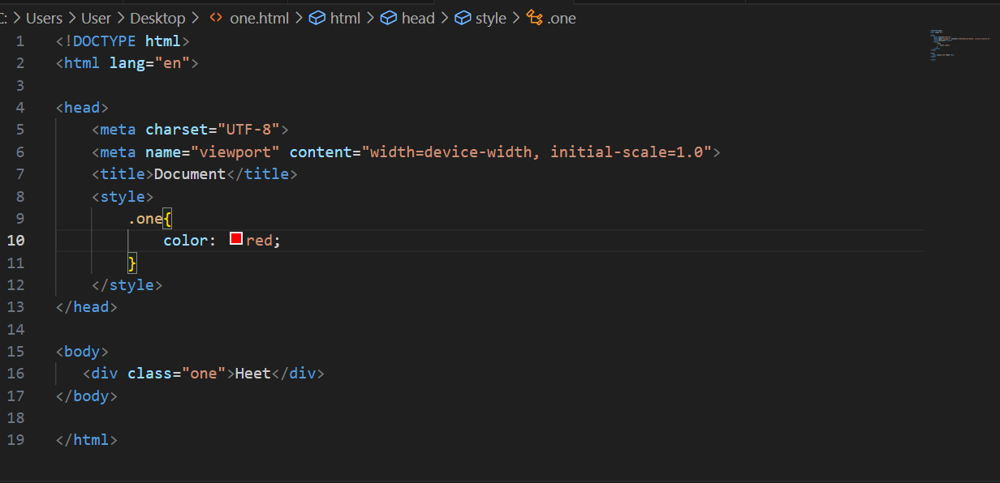 C: > Users > User > Desktop > <> one.html > html > head > style > .one
1 <!DOCTYPE html>
2 <html lang="en">
3
4 <head>
5     <meta charset="UTF-8">
6     <meta name="viewport" content="width=device-width, initial-scale=1.0">
7     <title>Document</title>
8     <style>
9         .one{
10             color: red;
11         }
12     </style>
13 </head>
14
15 <body>
16    <div class="one">Heet</div>
17 </body>
18
19 </html>